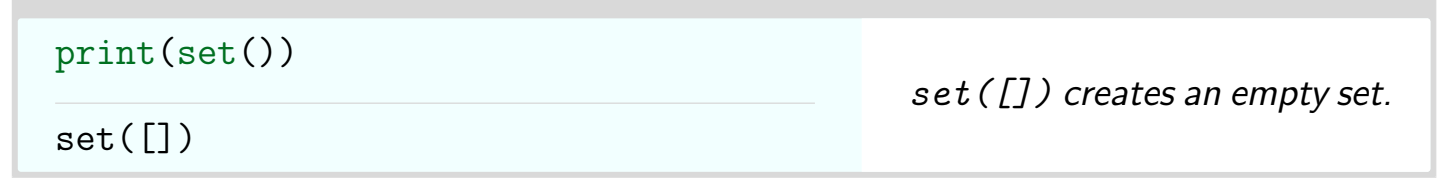 print(set())
set([])
set([]) creates an empty set.